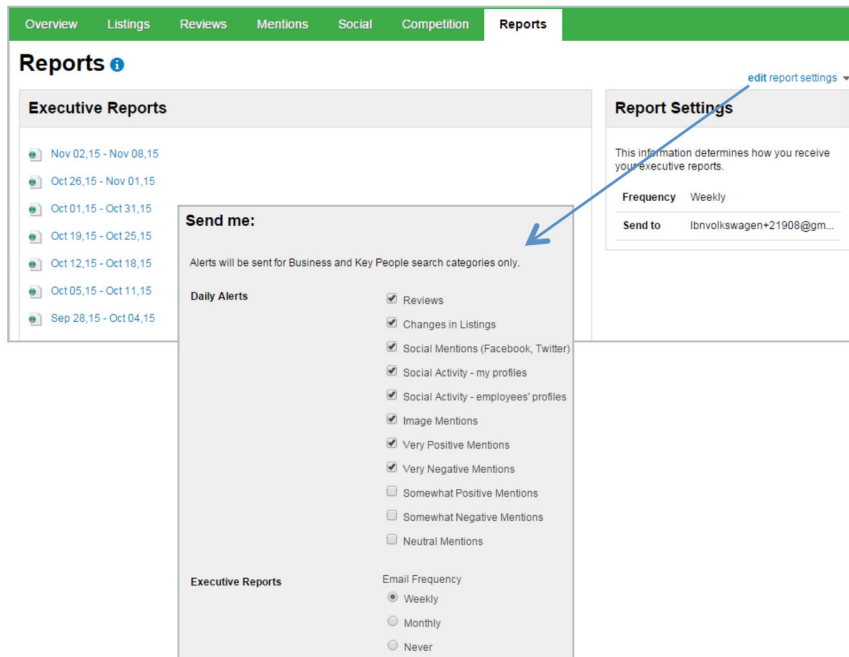 Overview Listings Reviews Mentions Social Competition Reports
Reports
edit report settings
Executive Reports
Nov 02,15 - Nov 08,15
Oct 26,15 - Nov 01,15
Oct 01,15 - Oct 31,15
Oct 19,15 - Oct 25,15
Oct 12,15 - Oct 18,15
Oct 05,15 - Oct 11,15
Sep 28,15 - Oct 04,15
Report Settings
This information determines how you receive
your executive reports.
Frequency Weekly
Send to lbnvolkswagen+21908@gm...
Send me:
Alerts will be sent for Business and Key People search categories only.
Daily Alerts
Reviews
Changes in Listings
Social Mentions (Facebook, Twitter)
Social Activity - my profiles
Social Activity - employees' profiles
Image Mentions
Very Positive Mentions
Very Negative Mentions
Somewhat Positive Mentions
Somewhat Negative Mentions
Neutral Mentions
Executive Reports
Email Frequency
Weekly
Monthly
Never